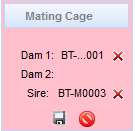 Mating Cage
Dam 1: BT-...001
Dam 2:
Sire: BT-M0003